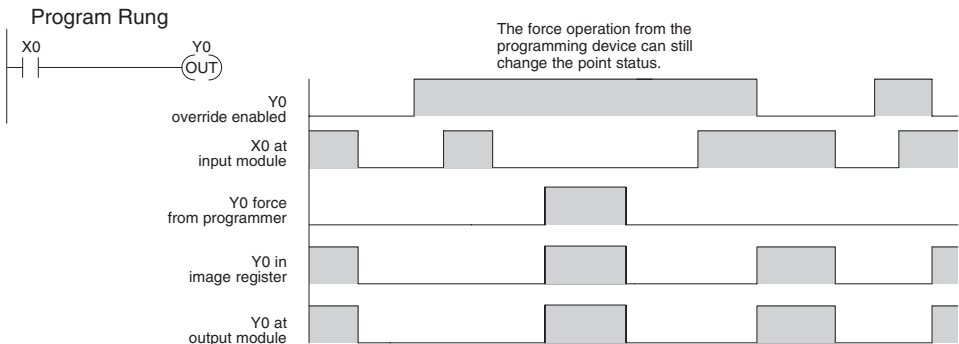 Program Rung
X0
Y0
OUT
The force operation from the
programming device can still
change the point status.
Y0
override enabled
X0 at
input module
Y0 force
from programmer
Y0 in
image register
Y0 at
output module